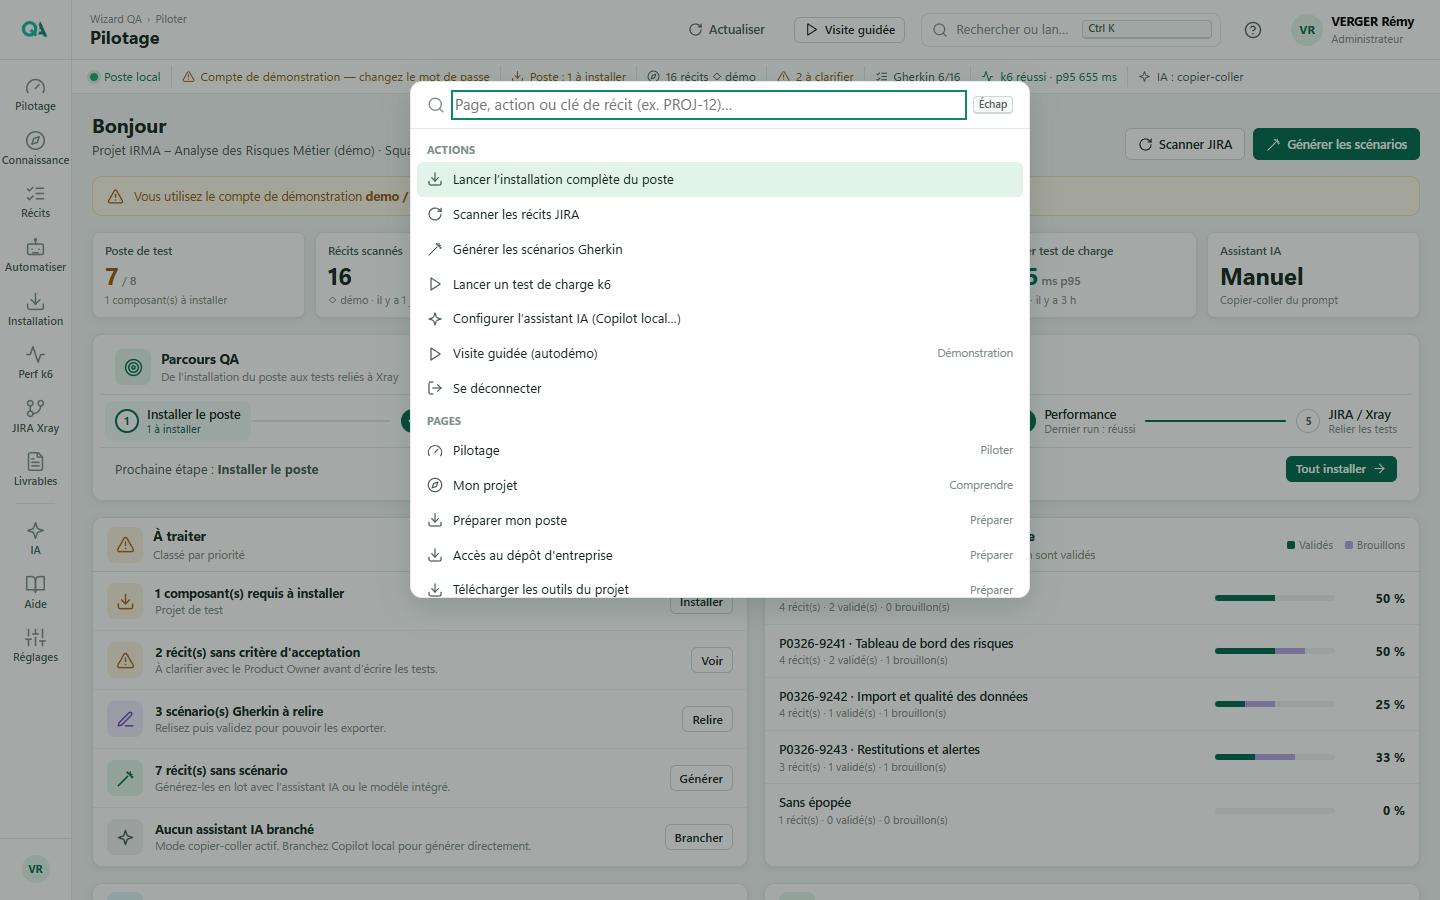 QA
Wizard QA › Piloter
Pilotage
Actualiser
Visite guidée
Rechercher ou lan...
Ctrl K
VR
VERGER Rémy
Administrateur
Poste local
Compte de démonstration — changez le mot de passe
Poste : 1 à installer
16 récits ◇ démo
2 à clarifier
Gherkin 6/16
k6 réussi · p95 655 ms
IA : copier-coller
Pilotage
Connaissance
Récits
Automatiser
Installation
Perf k6
JIRA Xray
Livrables
IA
Aide
Réglages
VR
Bonjour
Projet IRMA – Analyse des Risques Métier (démo) ·
Scanner JIRA
Générer les scénarios
Vous utilisez le compte de démonstration demo /
Poste de test
7 / 8
1 composant(s) à installer
Récits scannés
16
◇ démo · il y a 1
er test de charge
5 ms p95
· il y a 3 h
Assistant IA
Manuel
Copier-coller du prompt
Parcours QA
De l'installation du poste aux tests reliés à Xray
1
Installer le poste
1 à installer
Performance
Dernier run : réussi
5
JIRA / Xray
Relier les tests
Prochaine étape : Installer le poste
Tout installer
À traiter
Classé par priorité
1 composant(s) requis à installer
Projet de test
Installer
2 récit(s) sans critère d'acceptation
À clarifier avec le Product Owner avant d'écrire les tests.
Voir
3 scénario(s) Gherkin à relire
Relisez puis validez pour pouvoir les exporter.
Relire
7 récit(s) sans scénario
Générez-les en lot avec l'assistant IA ou le modèle intégré.
Générer
Aucun assistant IA branché
Mode copier-coller actif. Branchez Copilot local pour générer directement.
Brancher
sont validés
Validés
Brouillons
4 récit(s) · 2 validé(s) · 0 brouillon(s)
50 %
P0326-9241 · Tableau de bord des risques
4 récit(s) · 2 validé(s) · 1 brouillon(s)
50 %
P0326-9242 · Import et qualité des données
4 récit(s) · 1 validé(s) · 1 brouillon(s)
25 %
P0326-9243 · Restitutions et alertes
3 récit(s) · 1 validé(s) · 1 brouillon(s)
33 %
Sans épopée
1 récit(s) · 0 validé(s) · 0 brouillon(s)
0 %
Page, action ou clé de récit (ex. PROJ-12)...
Échap
ACTIONS
Lancer l'installation complète du poste
Scanner les récits JIRA
Générer les scénarios Gherkin
Lancer un test de charge k6
Configurer l'assistant IA (Copilot local...)
Visite guidée (autodémo)
Démonstration
Se déconnecter
PAGES
Pilotage
Piloter
Mon projet
Comprendre
Préparer mon poste
Préparer
Accès au dépôt d'entreprise
Préparer
Télécharger les outils du projet
Préparer